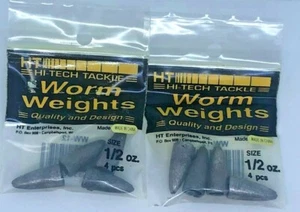 HT
HI-TECH TACKLE
Worm
Weights
Quality and Design
HT Enterprises, Inc.
SIZE
1/2 oz.
4 pcs
HT
HI-TECH TACKLE
Worm
Weights
Quality and Design
HT Enterprises, Inc.
Made
SIZE
1/2 oz.
4 pcs